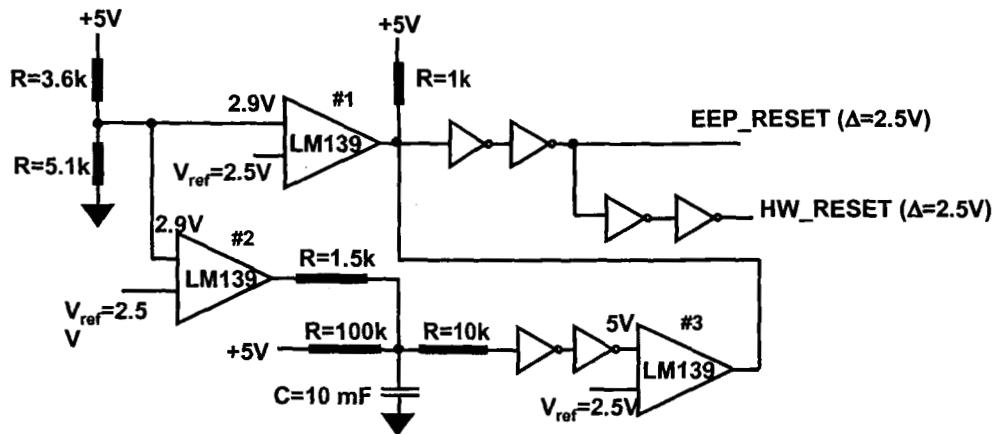 +5V
+5V
R=3.6k
R=1k
#1
2.9V
EEP_RESET (Δ=2.5V)
LM139
R=5.1k
Vref=2.5V
2.9V
HW_RESET (Δ=2.5V)
#2
R=1.5k
LM139
Vref=2.5
V
R=100k
R=10k
5V
#3
+5V
LM139
C=10 mF
Vref=2.5V